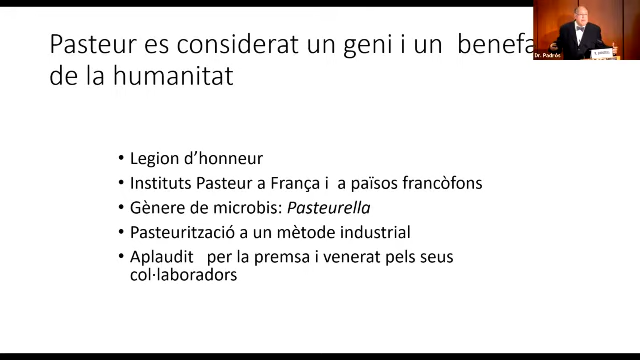 Pasteur es considerat un geni i un benefa
de la humanitat
Dr. Padrós
• Legion d'honneur
• Instituts Pasteur a França i a països francòfons
• Gènere de microbis: Pasteurella
• Pasteurització a un mètode industrial
• Aplaudit per la premsa i venerat pels seus
col·laboradors